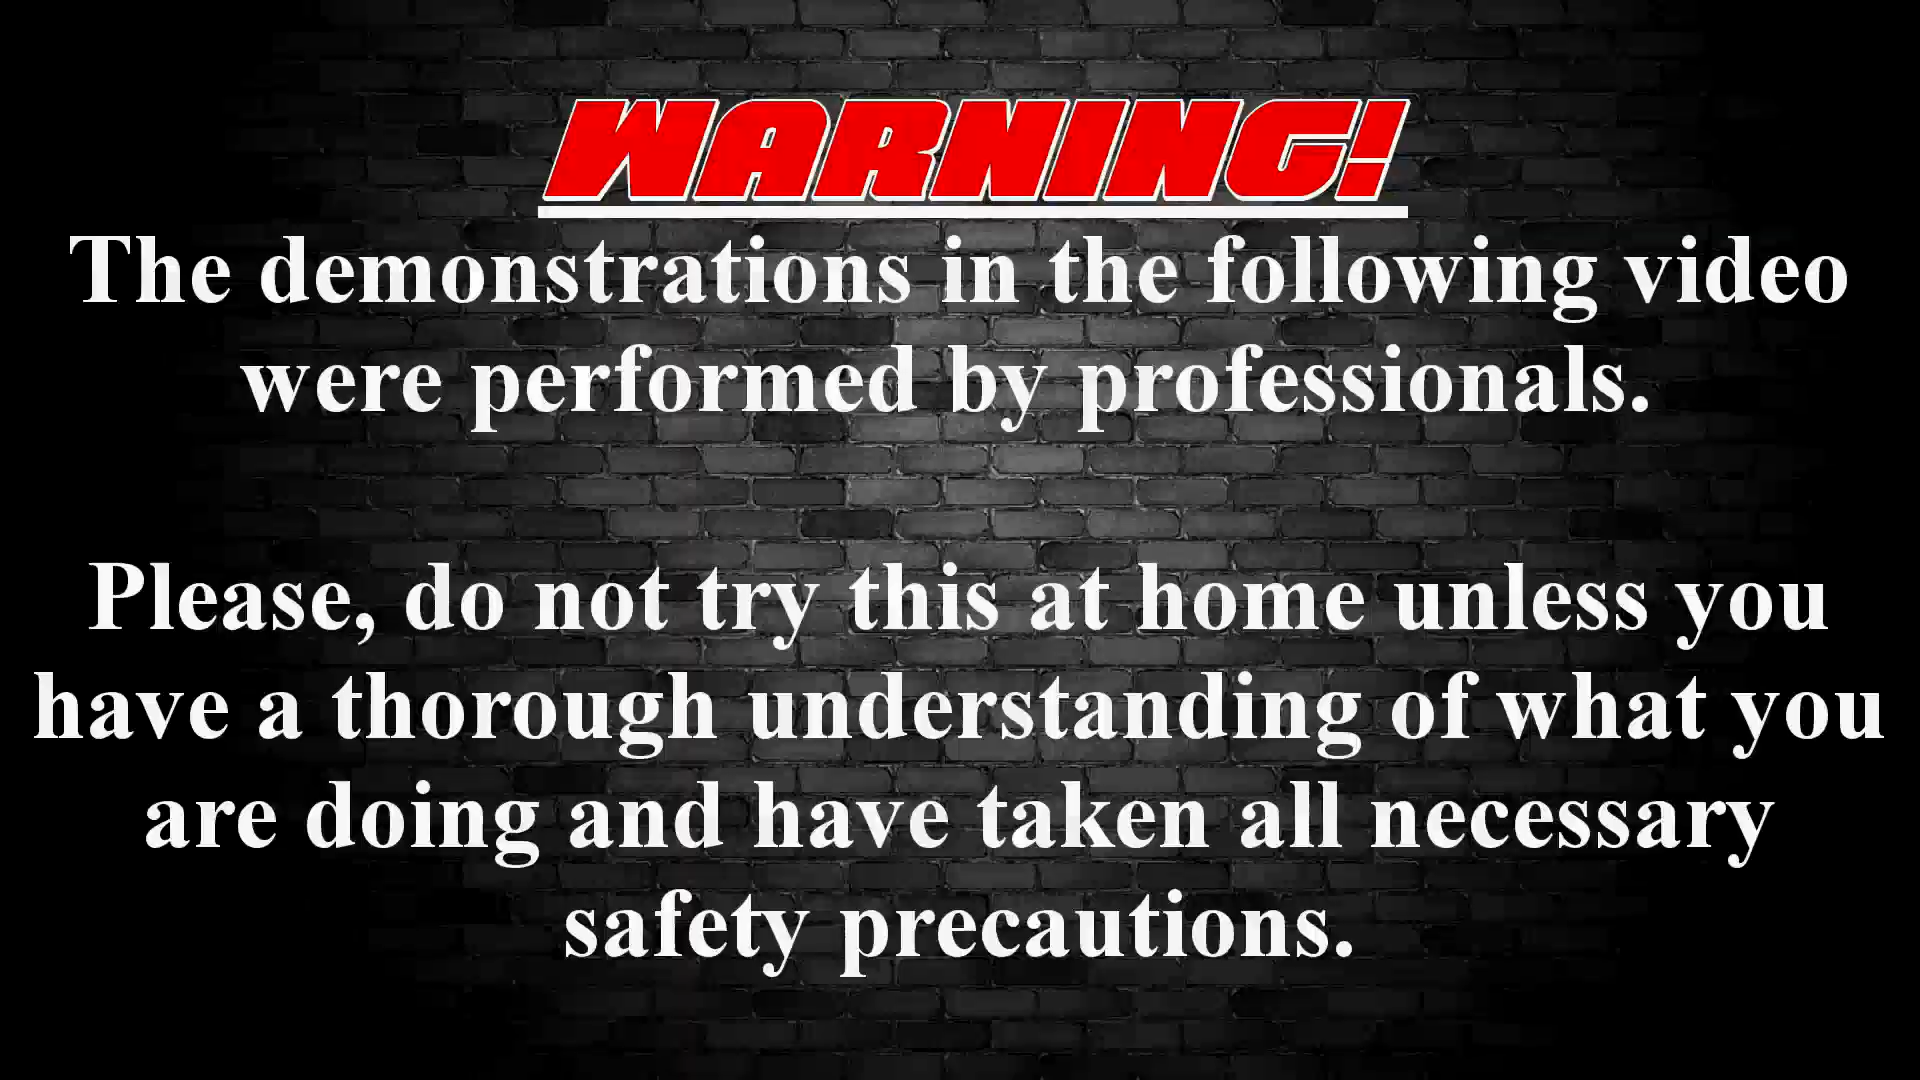 WARNING!
The demonstrations in the following video
were performed by professionals.
Please, do not try this at home unless you
have a thorough understanding of what you
are doing and have taken all necessary
safety precautions.